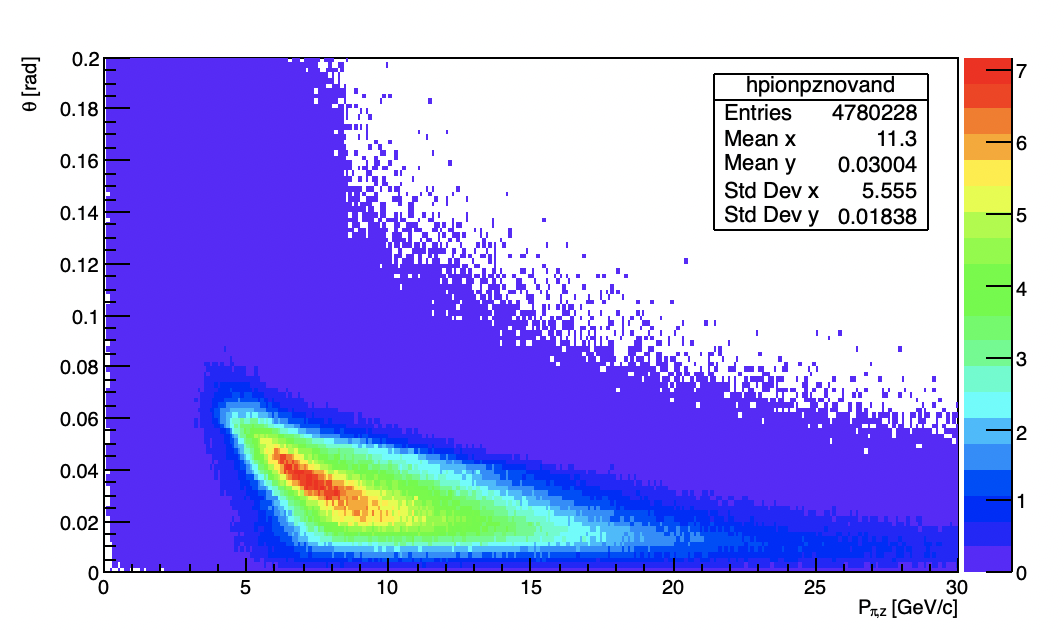 hpionpznovand
Entries 4780228
Mean x 11.3
Mean y 0.03004
Std Dev x 5.555
Std Dev y 0.01838
θ [rad]
0.2
0.18
0.16
0.14
0.12
0.1
0.08
0.06
0.04
0.02
0
0 5 10 15 20 25 30
P π,z [GeV/c]
7
6
5
4
3
2
1
0